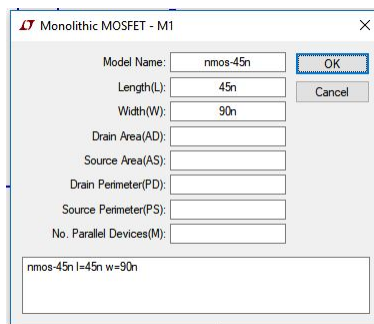 Monolithic MOSFET - M1
Model Name: nmos-45n OK
Length(L): 45n Cancel
Width(W): 90n
Drain Area(AD):
Source Area(AS):
Drain Perimeter(PD):
Source Perimeter(PS):
No. Parallel Devices(M):
nmos-45n l=45n w=90n